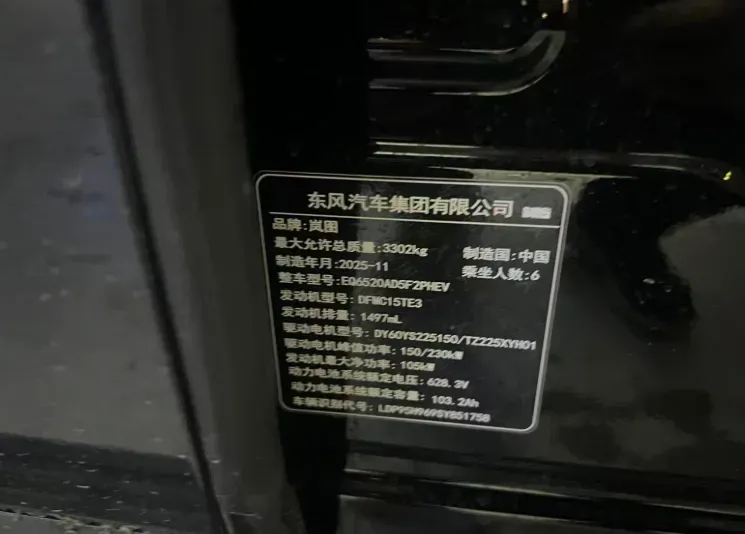 东风汽车集团有限公司
品牌:岚图
最大允许总质量:3302kg
制造国:中国
制造年月:2025-11
乘坐人数:6
整车型号:EQ6520AD5F2PHEV
发动机型号:DFMC15TE3
发动机排量:1497mL
驱动电机型号:DY60YS225150/TZ225XYH01
驱动电机峰值功率:150/230kW
发动机最大净功率:105kW
动力电池系统额定电压:628.3V
动力电池系统额定容量:103.2Ah
车辆识别代号:LDP95H969SY851758